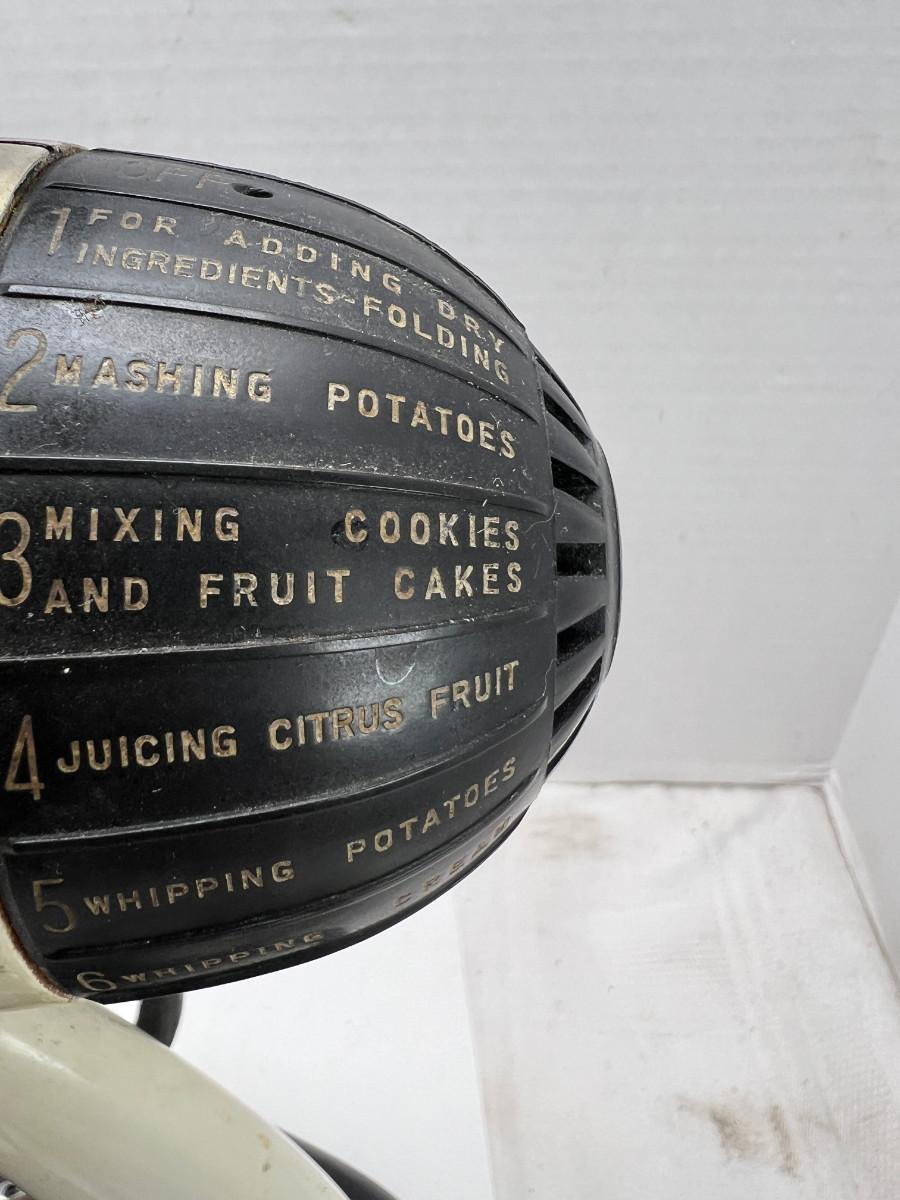 OFF
1 FOR ADDING DRY
INGREDIENTS-FOLDING
2 MASHING POTATOES
3 MIXING COOKIES
AND FRUIT CAKES
4 JUICING CITRUS FRUIT
5 WHIPPING POTATOES
6 WHIPPING CREAM